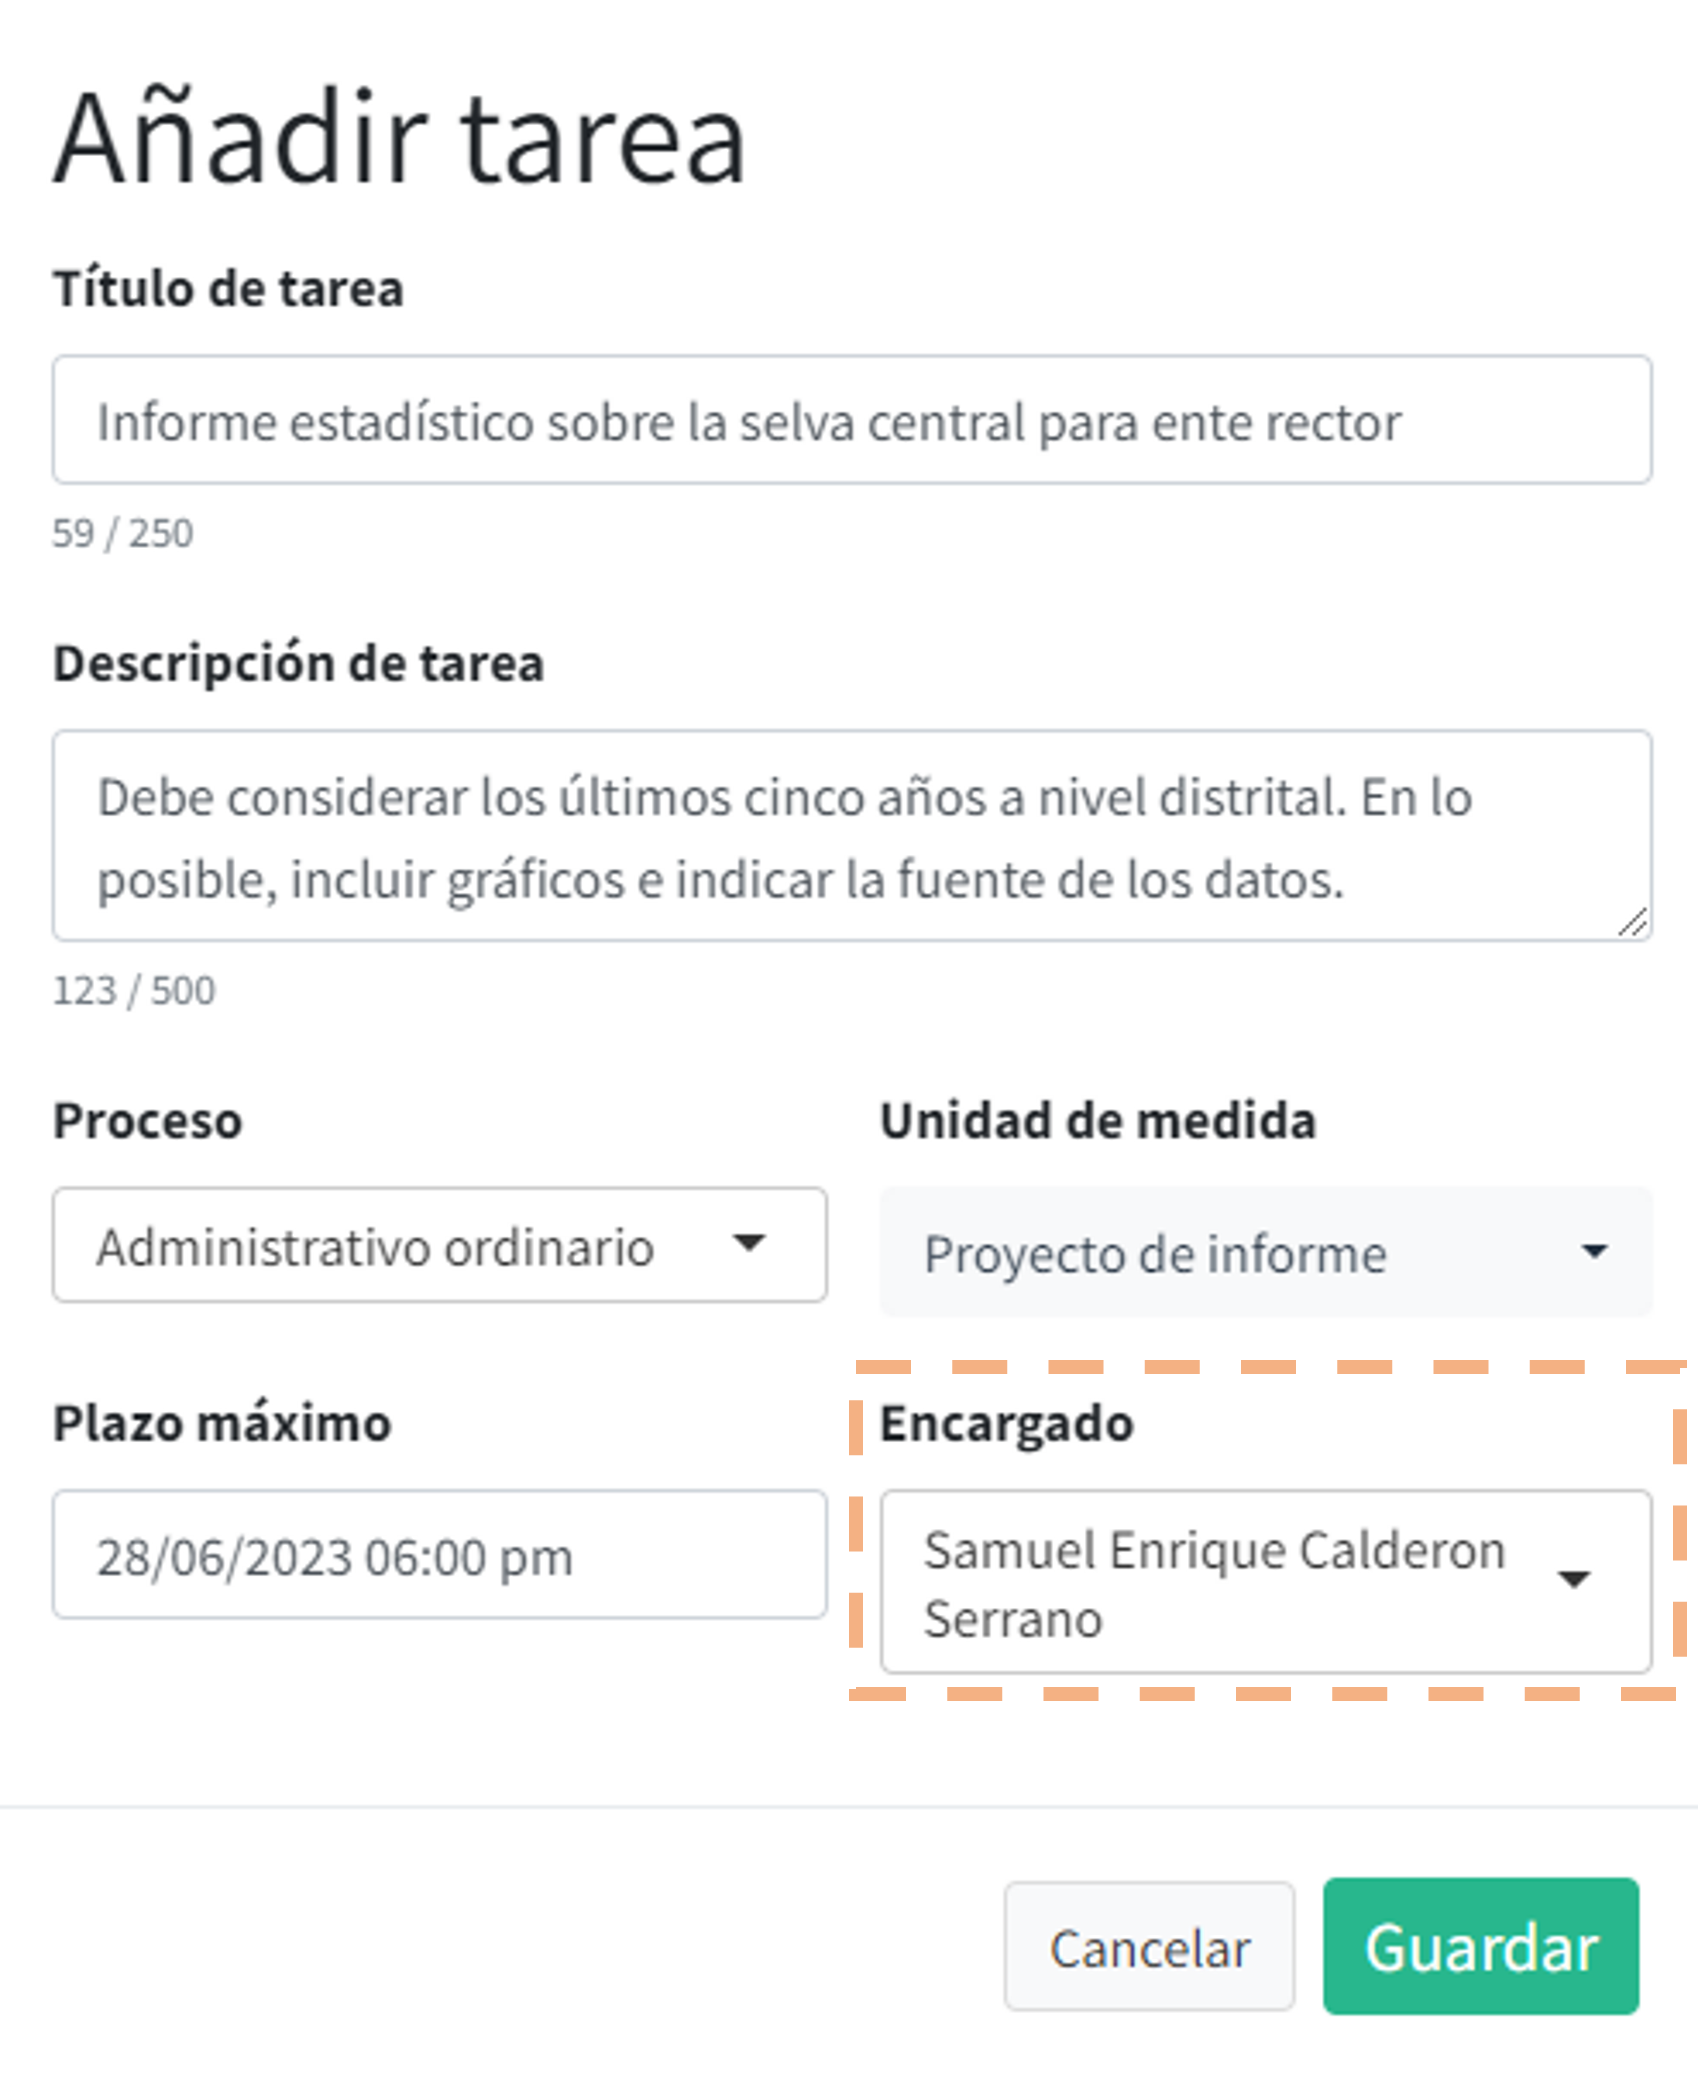 Añadir tarea
Título de tarea
Informe estadístico sobre la selva central para ente rector
59 / 250
Descripción de tarea
Debe considerar los últimos cinco años a nivel distrital. En lo
posible, incluir gráficos e indicar la fuente de los datos.
123 / 500
Proceso
Administrativo ordinario
Unidad de medida
Proyecto de informe
Plazo máximo
28/06/2023 06:00 pm
Encargado
Samuel Enrique Calderon
Serrano
Cancelar
Guardar